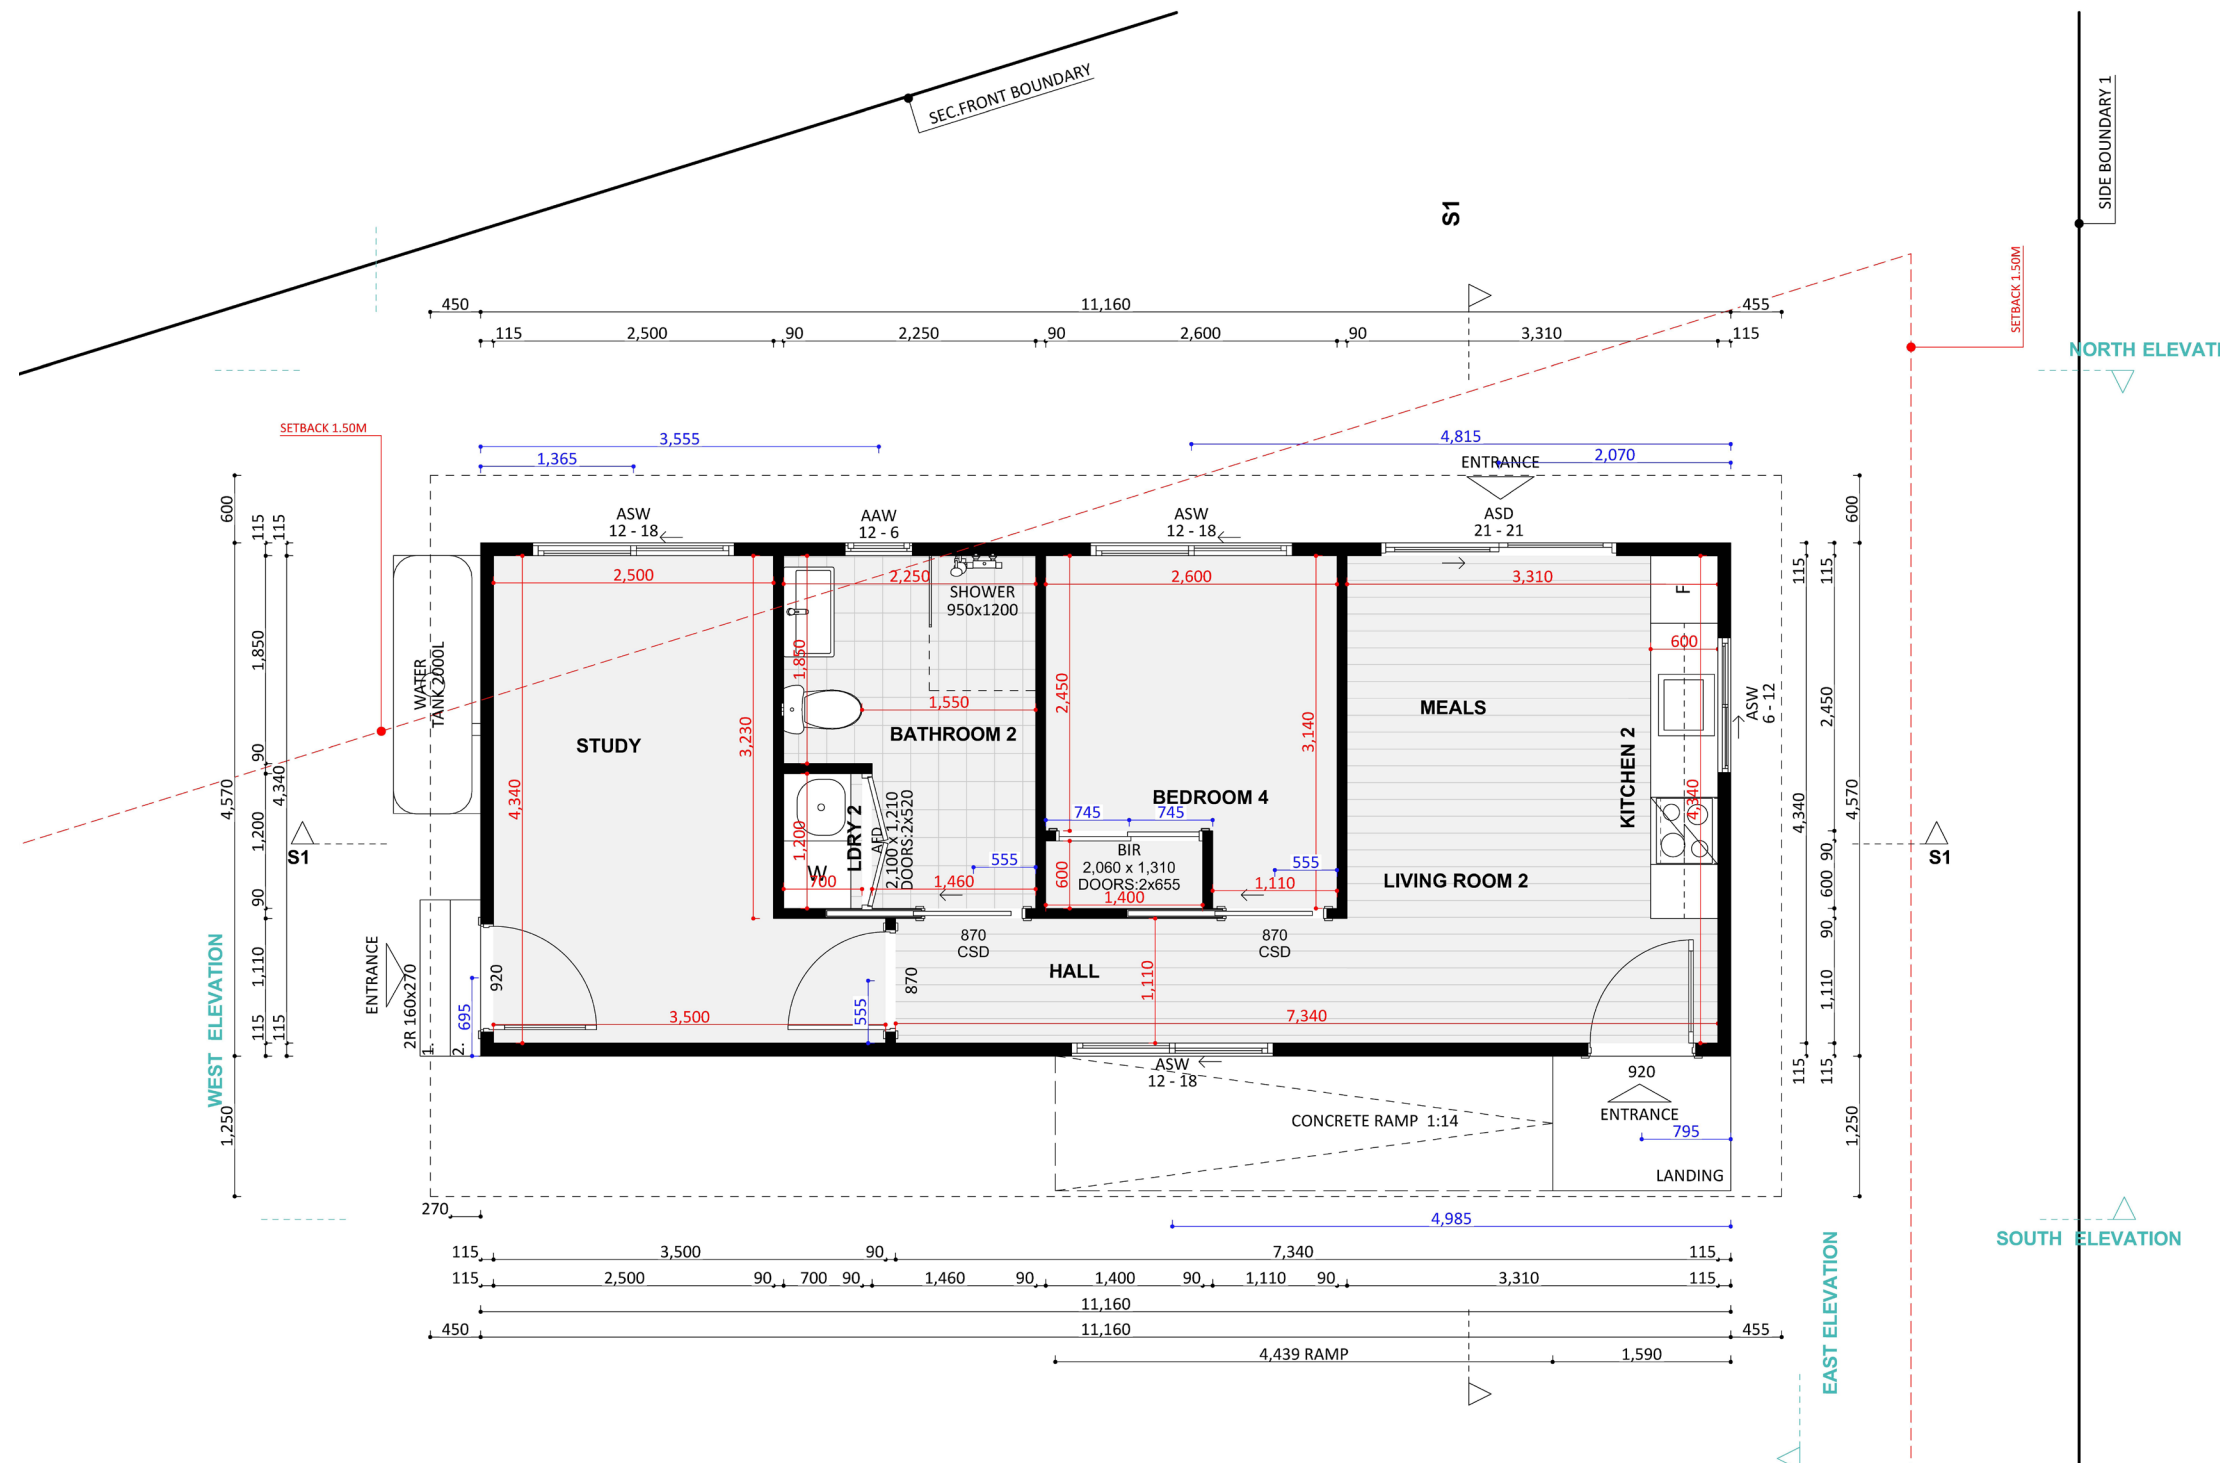 SEC.FRONT BOUNDARY
SIDE BOUNDARY 1
S1
SETBACK 1.50M
NORTH ELEVATI
450
11,160
455
115
2,500
90
2,250
90
2,600
90
3,310
115
SETBACK 1.50M
3,555
1,365
4,815
2,070
ENTRANCE
ASW
12 - 18
AAW
12 - 6
ASW
12 - 18
ASD
21 - 21
600
115
115
1,850
90
4,340
4,570
1,200
90
1,110
115
115
1,250
WATER
TANK 2000L
S1
WEST ELEVATION
ENTRANCE
2R 160x270
1.
2.
695
920
2,500
STUDY
4,340
3,230
3,500
2,250
SHOWER
950x1200
1,850
1,550
BATHROOM 2
1,200
LDRY 2
W
700
AFD
2,100 x 1,210
DOORS:2x520
1,460
555
870
CSD
555
870
2,600
2,450
3,140
BEDROOM 4
745
745
BIR
2,060 x 1,310
DOORS:2x655
600
1,400
1,110
555
870
CSD
HALL
1,110
7,340
3,310
F
600
MEALS
KITCHEN 2
4,340
LIVING ROOM 2
ASW
6 - 12
600
115
115
2,450
4,340
4,570
90
600
90
1,110
115
115
1,250
S1
ASW
12 - 18
CONCRETE RAMP 1:14
920
ENTRANCE
795
LANDING
270
4,985
115
3,500
90
7,340
115
115
2,500
90
700
90
1,460
90
1,400
90
1,110
90
3,310
115
11,160
450
11,160
455
4,439 RAMP
1,590
EAST ELEVATION
SOUTH ELEVATION